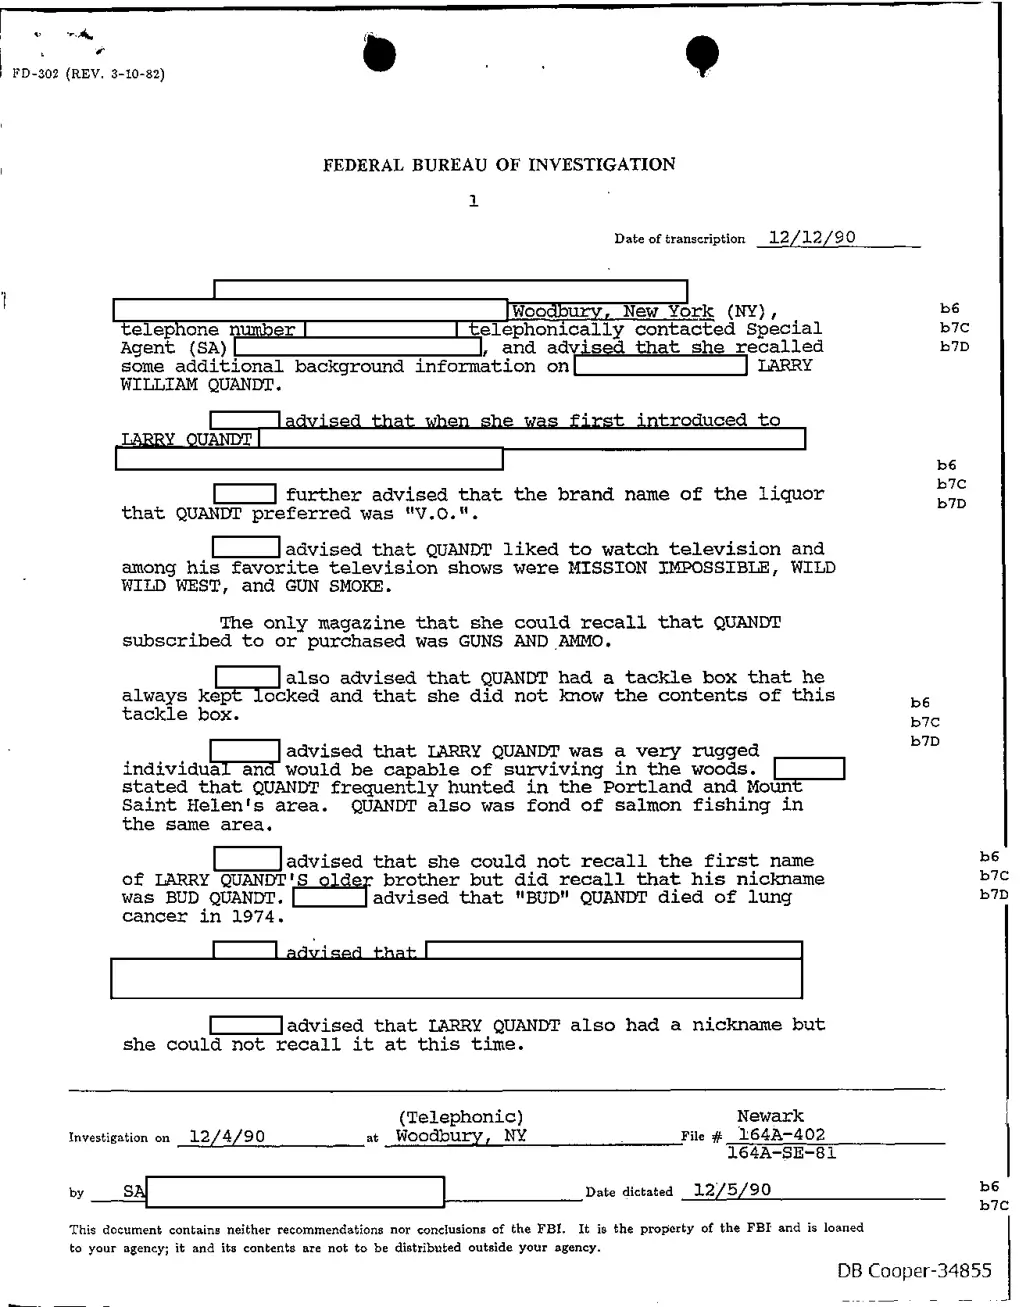 FD-302 (REV. 3-10-82)
FEDERAL BUREAU OF INVESTIGATION
1
Date of transcription 12/12/90
Woodbury, New York (NY),
b6
telephone number telephonically contacted Special
b7C
Agent (SA) , and advised that she recalled
b7D
some additional background information on LARRY
WILLIAM QUANDT.
advised that when she was first introduced to
LARRY QUANDT
b6
b7C
further advised that the brand name of the liquor
b7D
that QUANDT preferred was "V.O.".
advised that QUANDT liked to watch television and
among his favorite television shows were MISSION IMPOSSIBLE, WILD
WILD WEST, and GUN SMOKE.
The only magazine that she could recall that QUANDT
subscribed to or purchased was GUNS AND AMMO.
also advised that QUANDT had a tackle box that he
always kept locked and that she did not know the contents of this
b6
tackle box.
b7C
b7D
advised that LARRY QUANDT was a very rugged
individual and would be capable of surviving in the woods.
stated that QUANDT frequently hunted in the Portland and Mount
Saint Helen's area. QUANDT also was fond of salmon fishing in
the same area.
advised that she could not recall the first name
b6
of LARRY QUANDT'S older brother but did recall that his nickname
b7C
was BUD QUANDT. advised that "BUD" QUANDT died of lung
b7D
cancer in 1974.
advised that
advised that LARRY QUANDT also had a nickname but
she could not recall it at this time.
(Telephonic) Newark
Investigation on 12/4/90 at Woodbury, NY File # 164A-402
164A-SE-81
by SA Date dictated 12/5/90
b6
b7C
This document contains neither recommendations nor conclusions of the FBI. It is the property of the FBI and is loaned
to your agency; it and its contents are not to be distributed outside your agency.
DB Cooper-34855